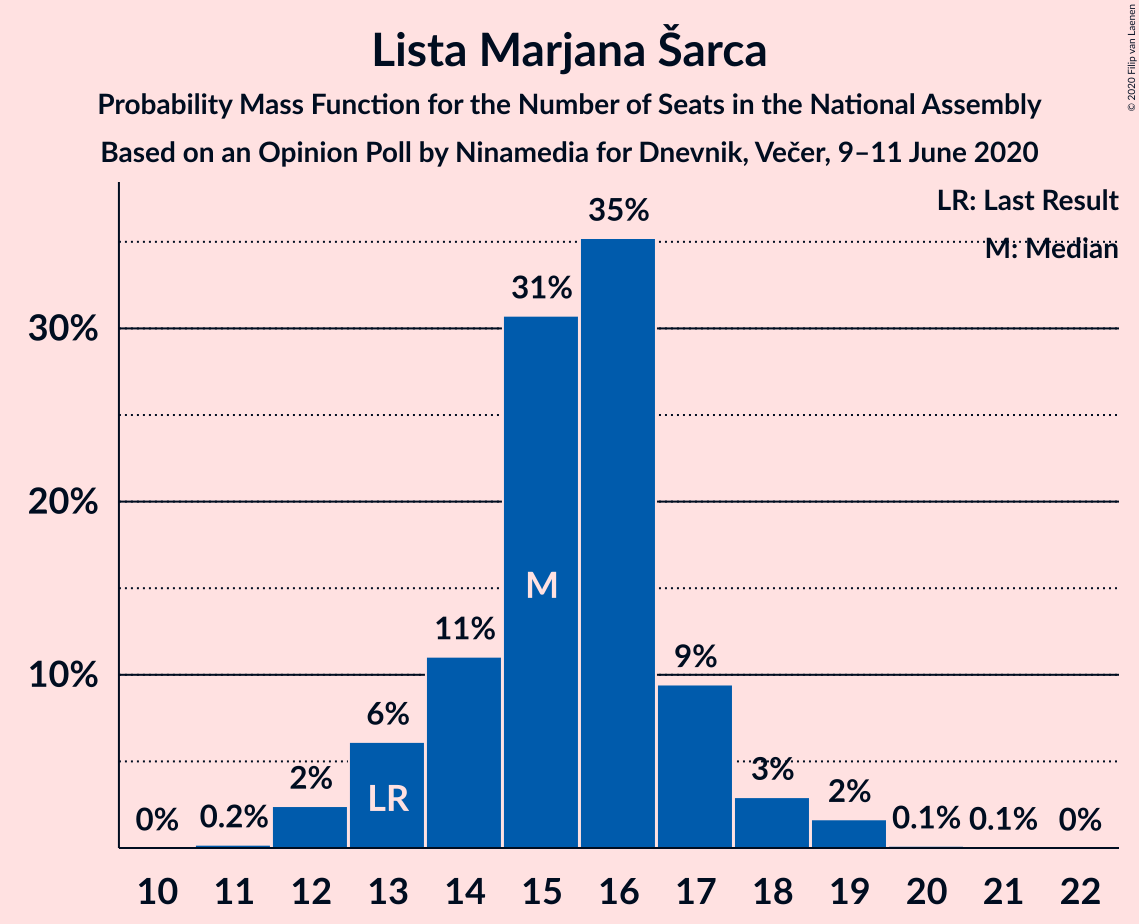 Lista Marjana Šarca
Probability Mass Function for the Number of Seats in the National Assembly
Based on an Opinion Poll by Ninamedia for Dnevnik, Večer, 9–11 June 2020
© 2020 Filip van Laenen
LR: Last Result
M: Median
30%
20%
10%
0%
0.2%
2%
6%
11%
31%
35%
9%
3%
2%
0.1%
0.1%
0%
LR
M
10 11 12 13 14 15 16 17 18 19 20 21 22